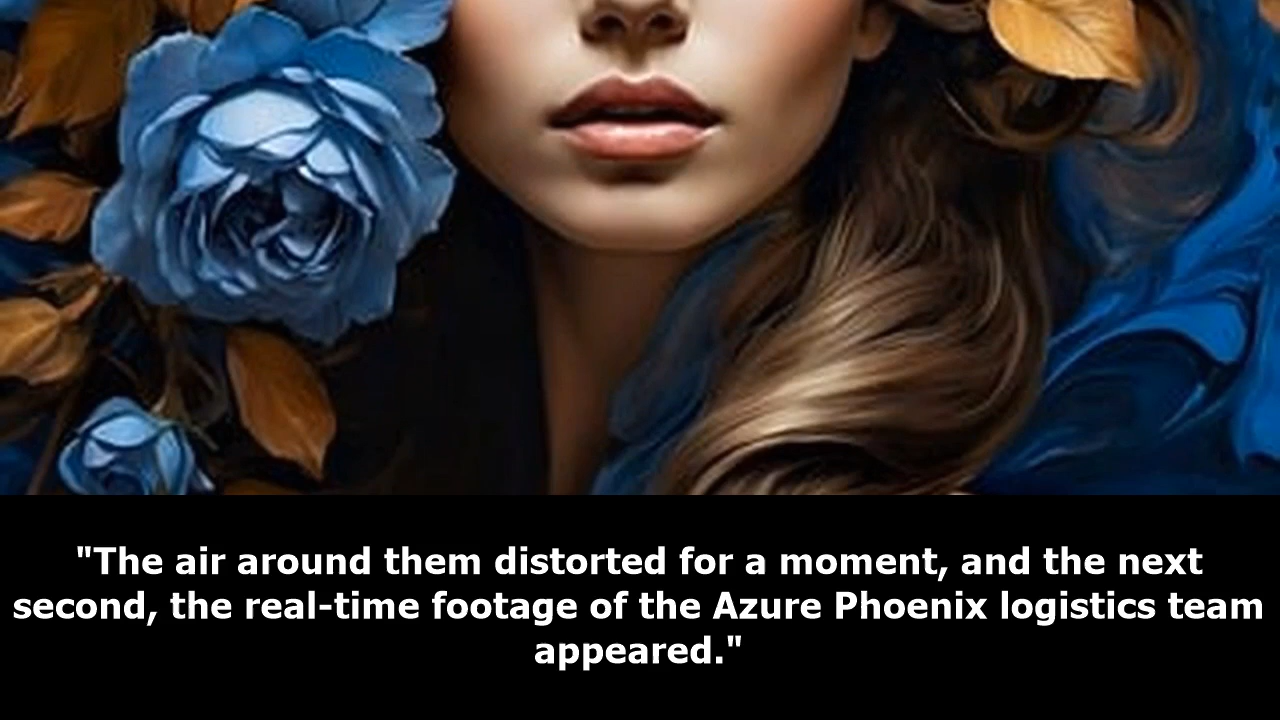 "The air around them distorted for a moment, and the next
second, the real-time footage of the Azure Phoenix logistics team
appeared."